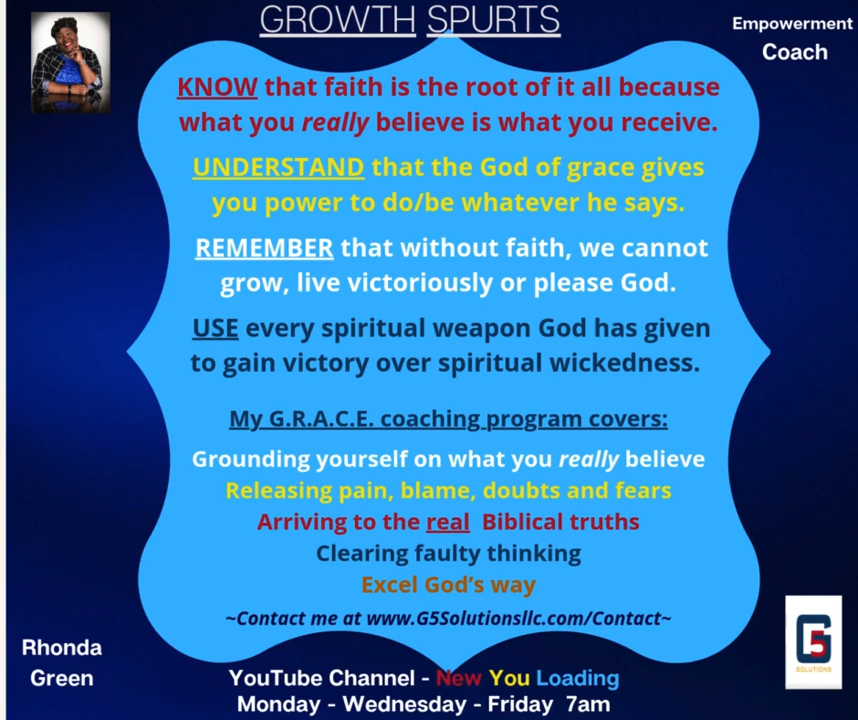 GROWTH SPURTS
Empowerment
Coach
KNOW that faith is the root of it all because
what you really believe is what you receive.
UNDERSTAND that the God of grace gives
you power to do/be whatever he says.
REMEMBER that without faith, we cannot
grow, live victoriously or please God.
USE every spiritual weapon God has given
to gain victory over spiritual wickedness.
My G.R.A.C.E. coaching program covers:
Grounding yourself on what you really believe
Releasing pain, blame, doubts and fears
Arriving to the real Biblical truths
Clearing faulty thinking
Excel God's way
~Contact me at www.G5Solutionsllc.com/Contact~
Rhonda
Green
YouTube Channel - New You Loading
Monday - Wednesday - Friday 7am
G5
SOLUTIONS